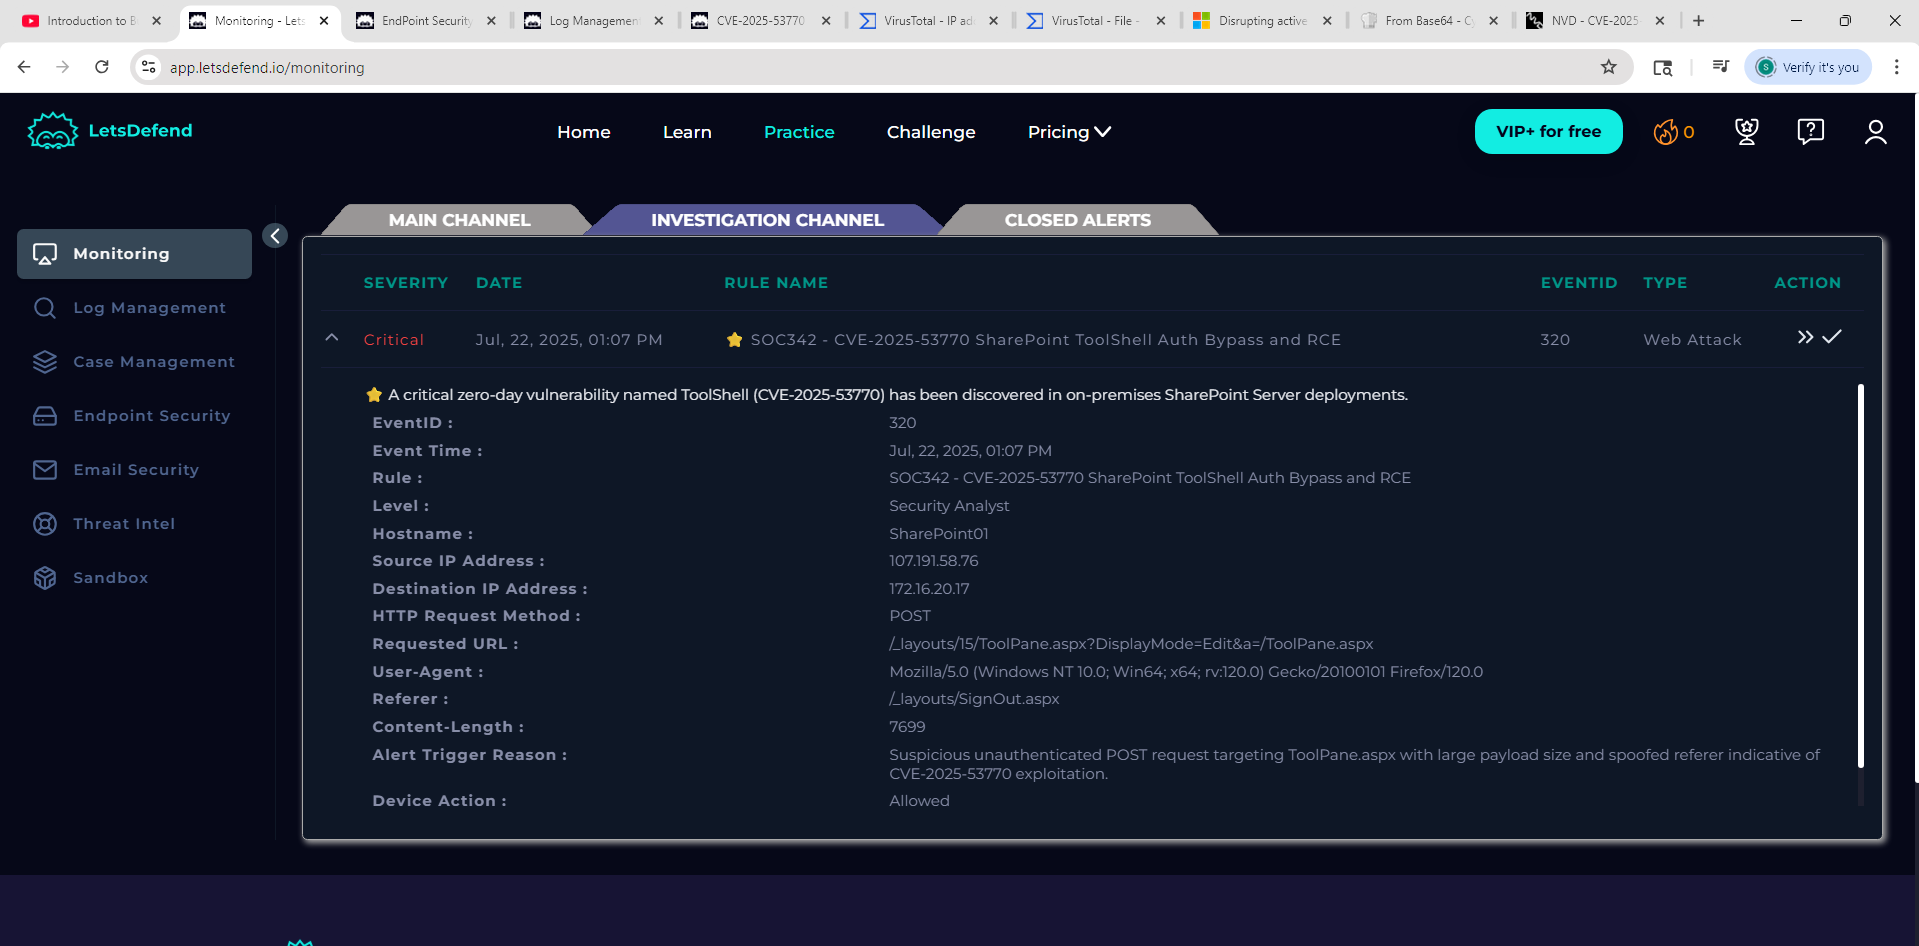 Introduction to B
Monitoring - Lets
EndPoint Security
Log Management
CVE-2025-53770
VirusTotal - IP ad
VirusTotal - File -
Disrupting active
From Base64 - Cy
NVD - CVE-2025-
app.letsdefend.io/monitoring
S Verify it's you
LetsDefend
Home
Learn
Practice
Challenge
Pricing
VIP+ for free
0
MAIN CHANNEL
INVESTIGATION CHANNEL
CLOSED ALERTS
Monitoring
Log Management
Case Management
Endpoint Security
Email Security
Threat Intel
Sandbox
SEVERITY DATE RULE NAME EVENTID TYPE ACTION
Critical Jul, 22, 2025, 01:07 PM SOC342 - CVE-2025-53770 SharePoint ToolShell Auth Bypass and RCE 320 Web Attack
A critical zero-day vulnerability named ToolShell (CVE-2025-53770) has been discovered in on-premises SharePoint Server deployments.
EventID : 320
Event Time : Jul, 22, 2025, 01:07 PM
Rule : SOC342 - CVE-2025-53770 SharePoint ToolShell Auth Bypass and RCE
Level : Security Analyst
Hostname : SharePoint01
Source IP Address : 107.191.58.76
Destination IP Address : 172.16.20.17
HTTP Request Method : POST
Requested URL : /_layouts/15/ToolPane.aspx?DisplayMode=Edit&a=/ToolPane.aspx
User-Agent : Mozilla/5.0 (Windows NT 10.0; Win64; x64; rv:120.0) Gecko/20100101 Firefox/120.0
Referer : /_layouts/SignOut.aspx
Content-Length : 7699
Alert Trigger Reason : Suspicious unauthenticated POST request targeting ToolPane.aspx with large payload size and spoofed referer indicative of
CVE-2025-53770 exploitation.
Device Action : Allowed